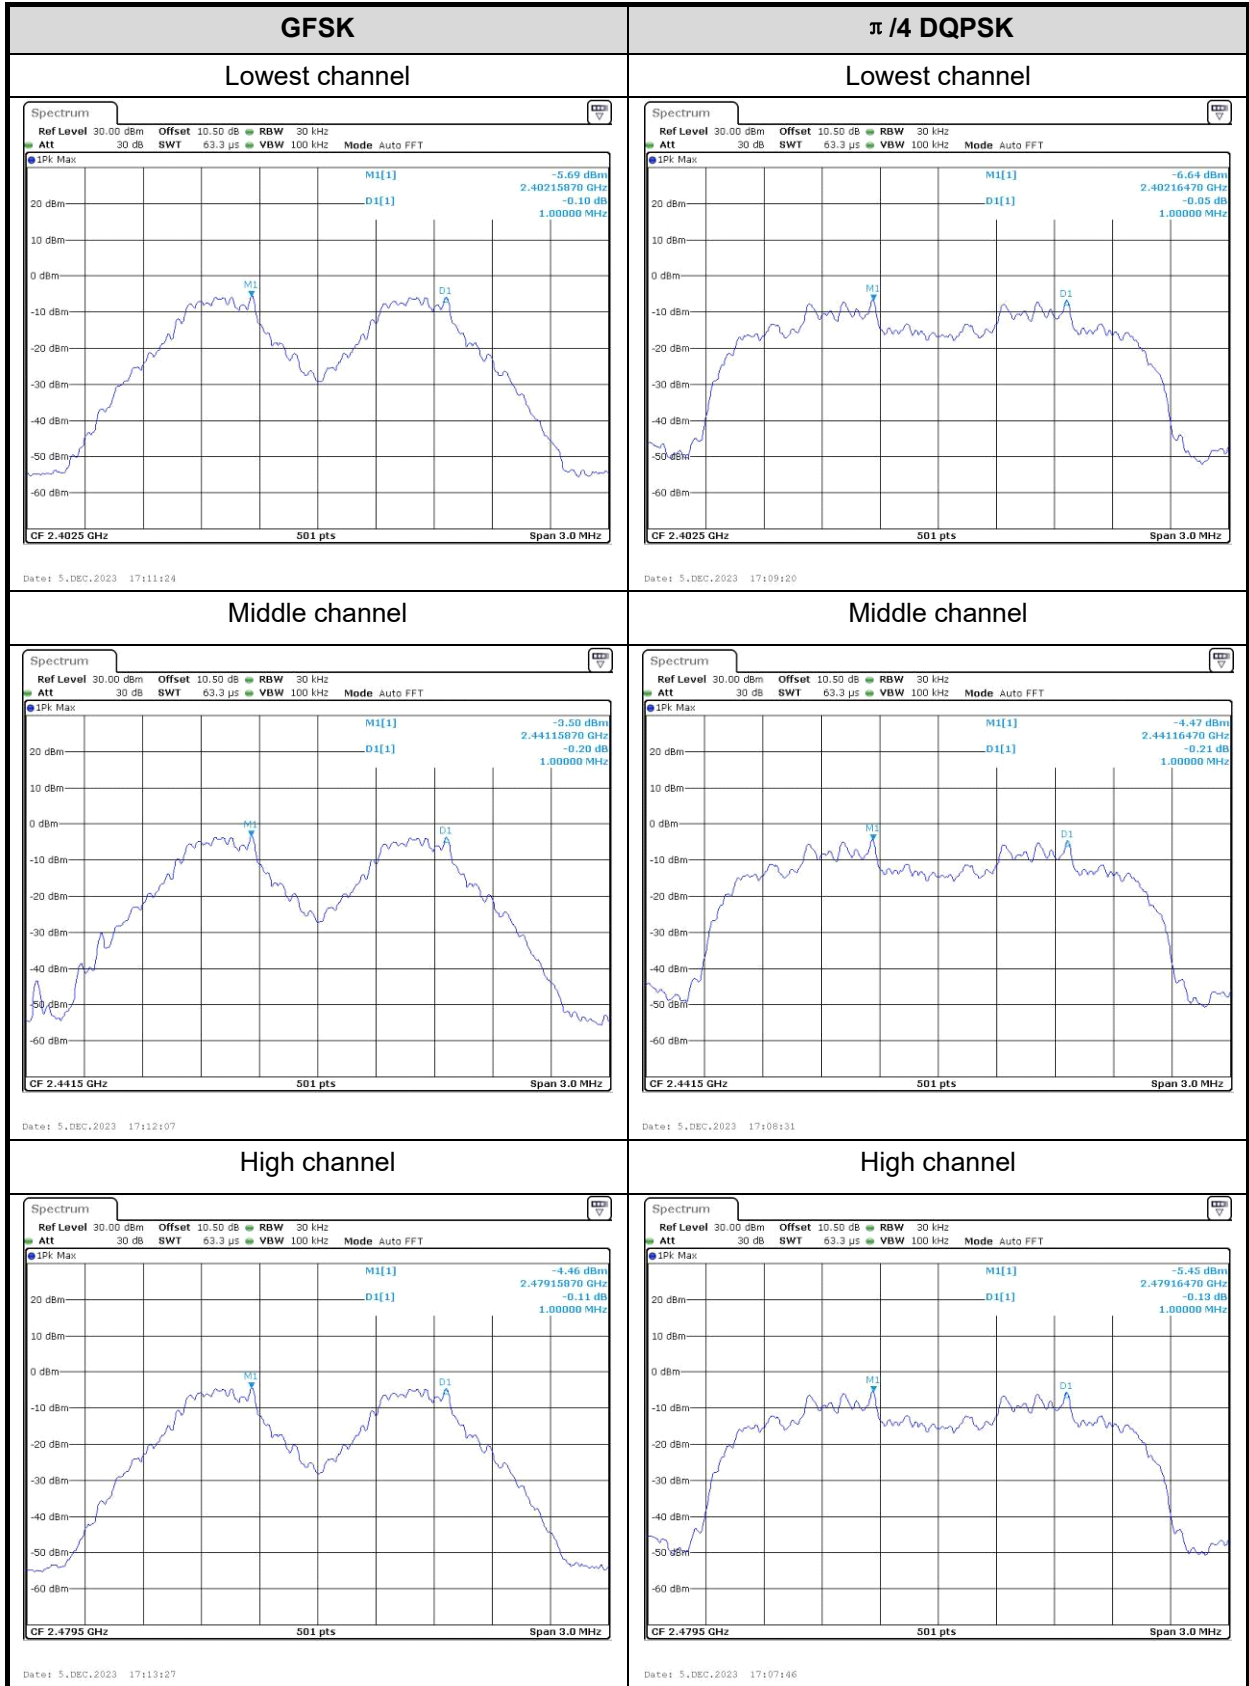 GFSK
π /4 DQPSK
Lowest channel
Lowest channel
Spectrum
Ref Level 30.00 dBm Offset 10.50 dB RBW 30 kHz
Att 30 dB SWT 63.3 µs VBW 100 kHz Mode Auto FFT
1Pk Max
M1[1] -5.69 dBm
2.40215870 GHz
D1[1] -0.10 dB
1.00000 MHz
20 dBm
10 dBm
0 dBm
M1
D1
-10 dBm
-20 dBm
-30 dBm
-40 dBm
-50 dBm
-60 dBm
CF 2.4025 GHz 501 pts Span 3.0 MHz
Date: 5.DEC.2023 17:11:24
Spectrum
Ref Level 30.00 dBm Offset 10.50 dB RBW 30 kHz
Att 30 dB SWT 63.3 µs VBW 100 kHz Mode Auto FFT
1Pk Max
M1[1] -6.64 dBm
2.40216470 GHz
D1[1] -0.05 dB
1.00000 MHz
20 dBm
10 dBm
0 dBm
M1
D1
-10 dBm
-20 dBm
-30 dBm
-40 dBm
-50 dBm
-60 dBm
CF 2.4025 GHz 501 pts Span 3.0 MHz
Date: 5.DEC.2023 17:09:20
Middle channel
Middle channel
Spectrum
Ref Level 30.00 dBm Offset 10.50 dB RBW 30 kHz
Att 30 dB SWT 63.3 µs VBW 100 kHz Mode Auto FFT
1Pk Max
M1[1] -3.50 dBm
2.44115870 GHz
D1[1] -0.20 dB
1.00000 MHz
20 dBm
10 dBm
0 dBm
M1
D1
-10 dBm
-20 dBm
-30 dBm
-40 dBm
-50 dBm
-60 dBm
CF 2.4415 GHz 501 pts Span 3.0 MHz
Date: 5.DEC.2023 17:12:07
Spectrum
Ref Level 30.00 dBm Offset 10.50 dB RBW 30 kHz
Att 30 dB SWT 63.3 µs VBW 100 kHz Mode Auto FFT
1Pk Max
M1[1] -4.47 dBm
2.44116470 GHz
D1[1] -0.21 dB
1.00000 MHz
20 dBm
10 dBm
0 dBm
M1
D1
-10 dBm
-20 dBm
-30 dBm
-40 dBm
-50 dBm
-60 dBm
CF 2.4415 GHz 501 pts Span 3.0 MHz
Date: 5.DEC.2023 17:08:31
High channel
High channel
Spectrum
Ref Level 30.00 dBm Offset 10.50 dB RBW 30 kHz
Att 30 dB SWT 63.3 µs VBW 100 kHz Mode Auto FFT
1Pk Max
M1[1] -4.46 dBm
2.47915870 GHz
D1[1] -0.11 dB
1.00000 MHz
20 dBm
10 dBm
0 dBm
M1
D1
-10 dBm
-20 dBm
-30 dBm
-40 dBm
-50 dBm
-60 dBm
CF 2.4795 GHz 501 pts Span 3.0 MHz
Date: 5.DEC.2023 17:13:27
Spectrum
Ref Level 30.00 dBm Offset 10.50 dB RBW 30 kHz
Att 30 dB SWT 63.3 µs VBW 100 kHz Mode Auto FFT
1Pk Max
M1[1] -5.45 dBm
2.47916470 GHz
D1[1] -0.13 dB
1.00000 MHz
20 dBm
10 dBm
0 dBm
M1
D1
-10 dBm
-20 dBm
-30 dBm
-40 dBm
-50 dBm
-60 dBm
CF 2.4795 GHz 501 pts Span 3.0 MHz
Date: 5.DEC.2023 17:07:46